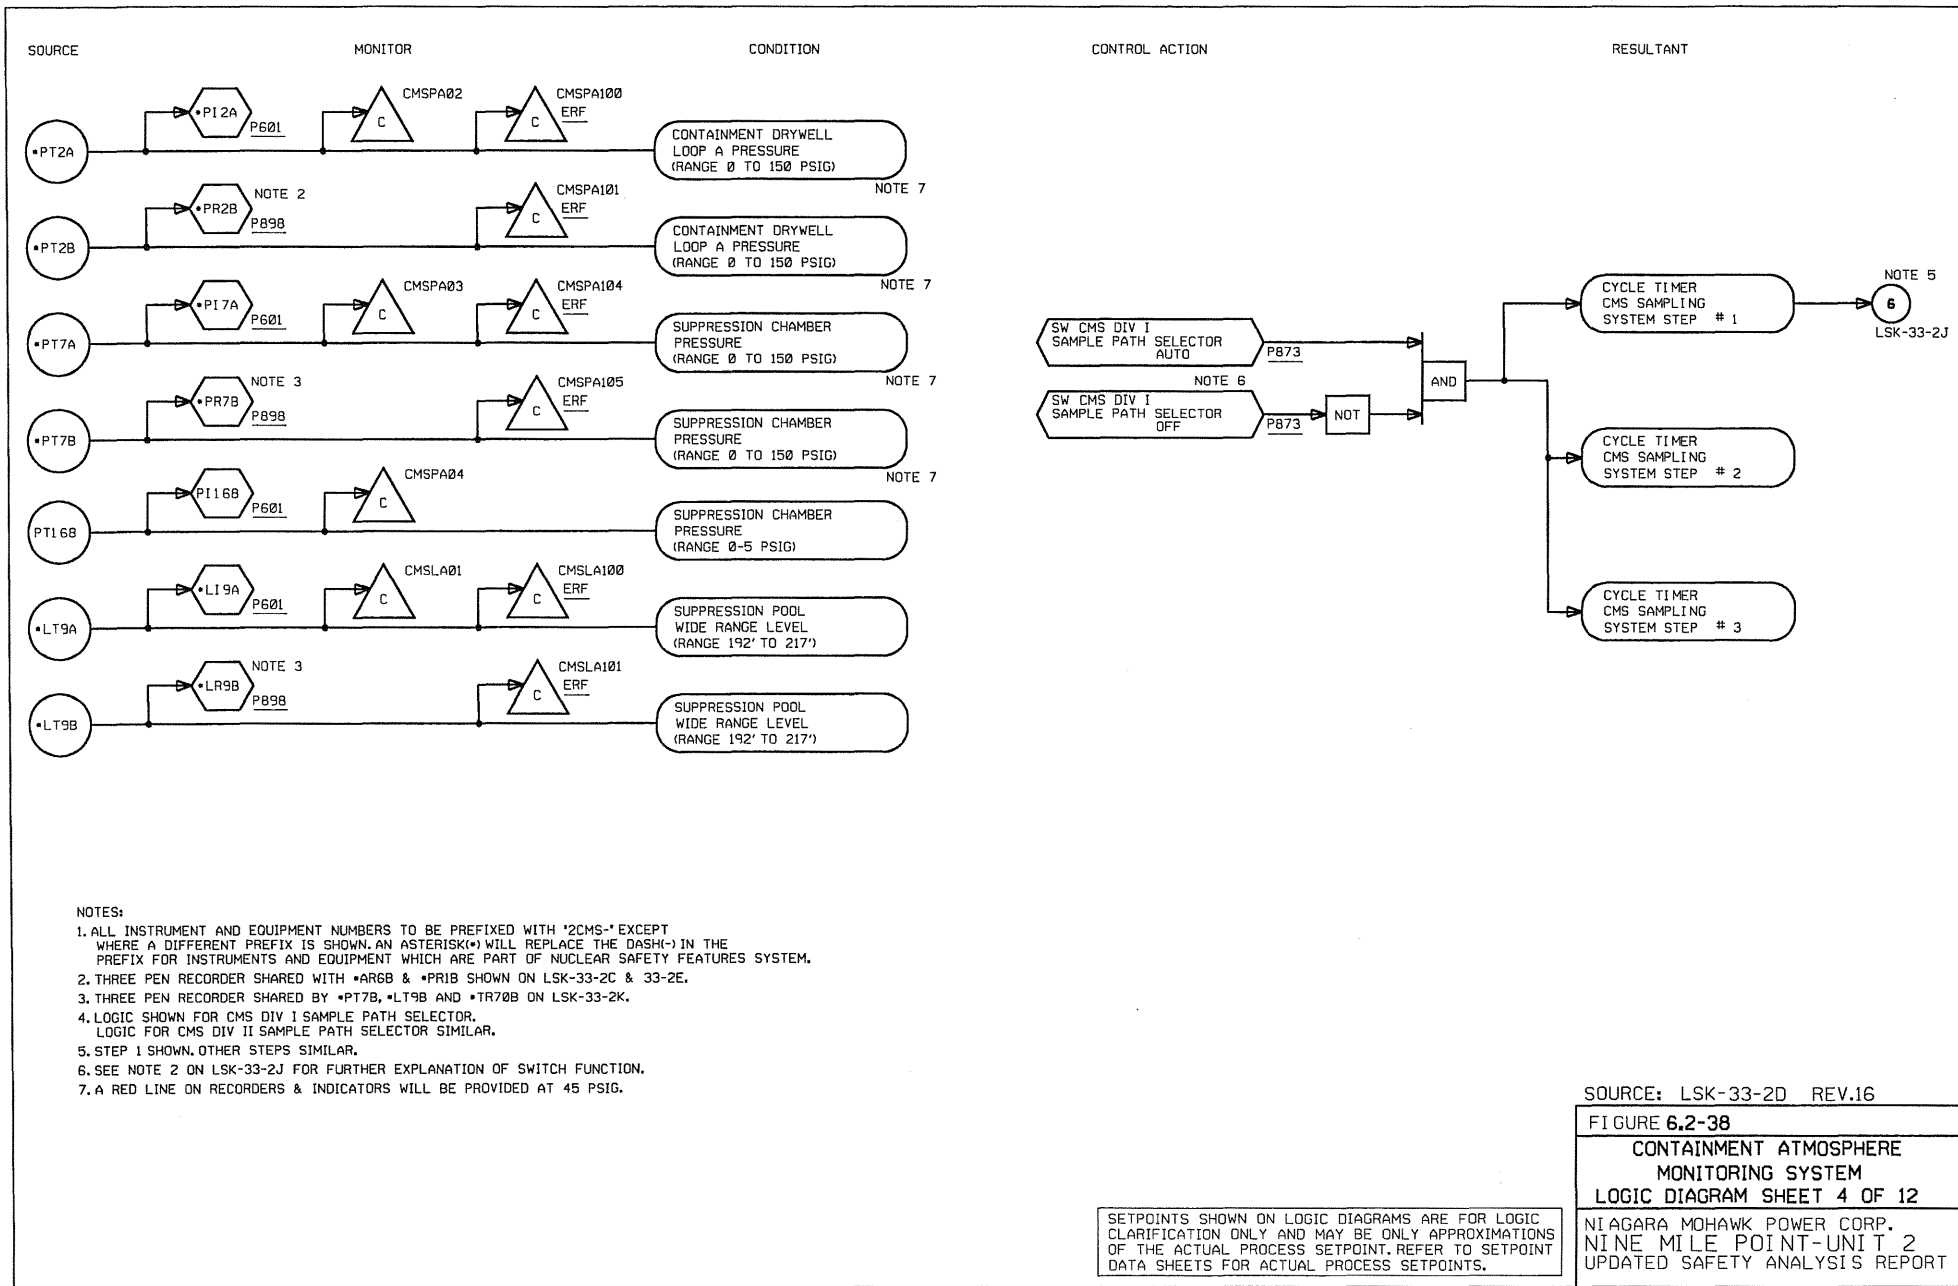 SOURCE
MONITOR
CONDITION
CONTROL ACTION
RESULTANT
*PT2A
*PI2A
P601
C
CMSPA02
C
CMSPA100
ERF
CONTAINMENT DRYWELL
LOOP A PRESSURE
(RANGE 0 TO 150 PSIG)
NOTE 7
*PT2B
*PR2B
NOTE 2
P898
C
CMSPA101
ERF
CONTAINMENT DRYWELL
LOOP A PRESSURE
(RANGE 0 TO 150 PSIG)
NOTE 7
*PT7A
*PI7A
P601
C
CMSPA03
C
CMSPA104
ERF
SUPPRESSION CHAMBER
PRESSURE
(RANGE 0 TO 150 PSIG)
NOTE 7
*PT7B
*PR7B
NOTE 3
P898
C
CMSPA105
ERF
SUPPRESSION CHAMBER
PRESSURE
(RANGE 0 TO 150 PSIG)
NOTE 7
PT168
PI168
P601
C
CMSPA04
SUPPRESSION CHAMBER
PRESSURE
(RANGE 0-5 PSIG)
*LT9A
*LI9A
P601
C
CMSLA01
C
CMSLA100
ERF
SUPPRESSION POOL
WIDE RANGE LEVEL
(RANGE 192' TO 217')
*LT9B
*LR9B
NOTE 3
P898
C
CMSLA101
ERF
SUPPRESSION POOL
WIDE RANGE LEVEL
(RANGE 192' TO 217')
SW CMS DIV I
SAMPLE PATH SELECTOR
AUTO
P873
NOTE 6
SW CMS DIV I
SAMPLE PATH SELECTOR
OFF
P873
NOT
AND
CYCLE TIMER
CMS SAMPLING
SYSTEM STEP # 1
NOTE 5
6
LSK-33-2J
CYCLE TIMER
CMS SAMPLING
SYSTEM STEP # 2
CYCLE TIMER
CMS SAMPLING
SYSTEM STEP # 3
NOTES:
1. ALL INSTRUMENT AND EQUIPMENT NUMBERS TO BE PREFIXED WITH "2CMS-" EXCEPT
WHERE A DIFFERENT PREFIX IS SHOWN. AN ASTERISK(*) WILL REPLACE THE DASH(-) IN THE
PREFIX FOR INSTRUMENTS AND EQUIPMENT WHICH ARE PART OF NUCLEAR SAFETY FEATURES SYSTEM.
2. THREE PEN RECORDER SHARED WITH *AR6B & *PR1B SHOWN ON LSK-33-2C & 33-2E.
3. THREE PEN RECORDER SHARED BY *PT7B, *LT9B AND *TR70B ON LSK-33-2K.
4. LOGIC SHOWN FOR CMS DIV I SAMPLE PATH SELECTOR.
LOGIC FOR CMS DIV II SAMPLE PATH SELECTOR SIMILAR.
5. STEP 1 SHOWN. OTHER STEPS SIMILAR.
6. SEE NOTE 2 ON LSK-33-2J FOR FURTHER EXPLANATION OF SWITCH FUNCTION.
7. A RED LINE ON RECORDERS & INDICATORS WILL BE PROVIDED AT 45 PSIG.
SETPOINTS SHOWN ON LOGIC DIAGRAMS ARE FOR LOGIC
CLARIFICATION ONLY AND MAY BE ONLY APPROXIMATIONS
OF THE ACTUAL PROCESS SETPOINT. REFER TO SETPOINT
DATA SHEETS FOR ACTUAL PROCESS SETPOINTS.
SOURCE: LSK-33-2D REV.16
FIGURE 6.2-38
CONTAINMENT ATMOSPHERE
MONITORING SYSTEM
LOGIC DIAGRAM SHEET 4 OF 12
NIAGARA MOHAWK POWER CORP.
NINE MILE POINT-UNIT 2
UPDATED SAFETY ANALYSIS REPORT